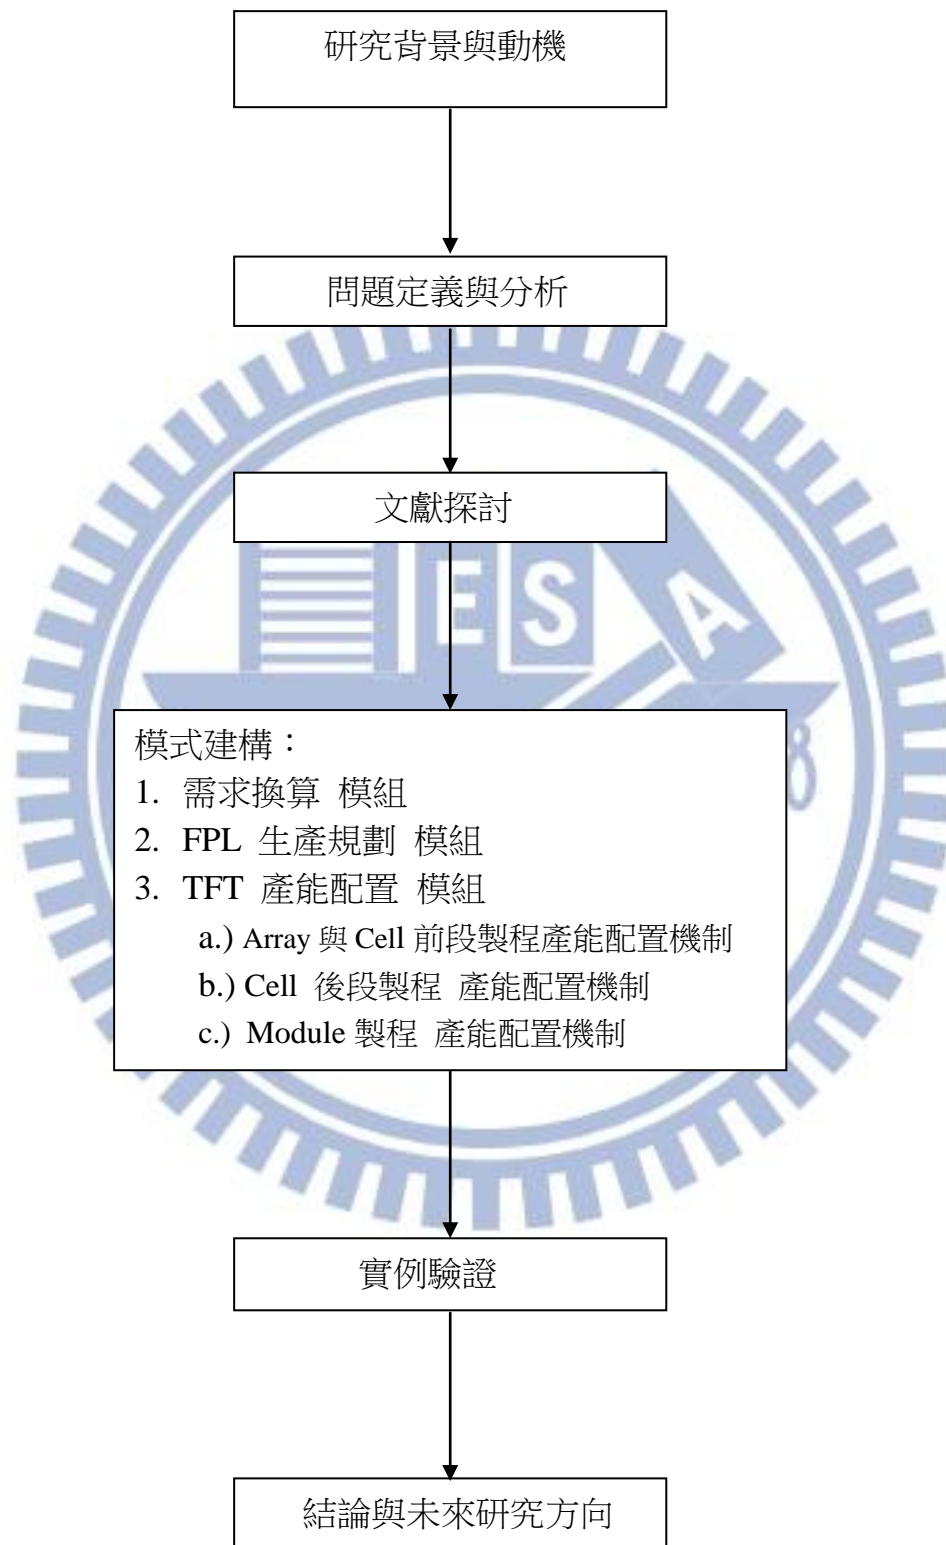 研究背景與動機
問題定義與分析
文獻探討
E S A
模式建構：
8
1. 需求換算 模組
2. FPL 生產規劃 模組
3. TFT 產能配置 模組
a.) Array 與 Cell 前段製程產能配置機制
b.) Cell 後段製程 產能配置機制
c.) Module 製程 產能配置機制
實例驗證
結論與未來研究方向